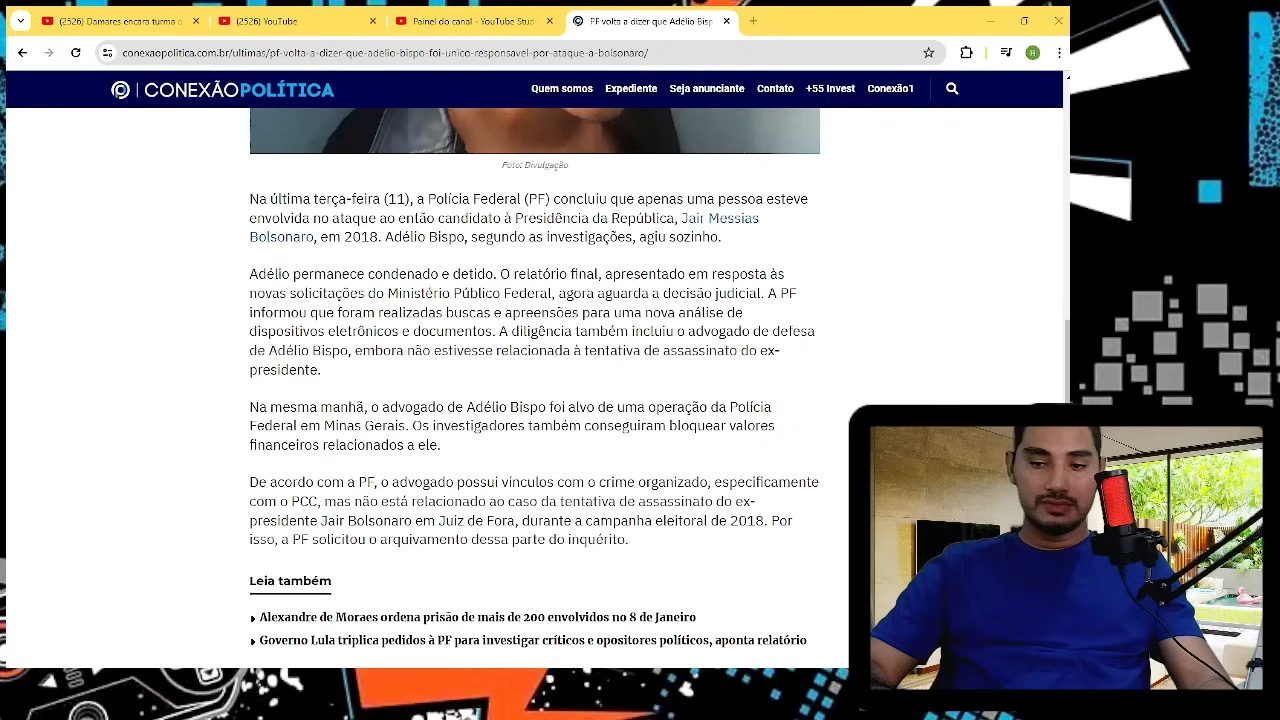 (2526) Damares encara turma d
(2526) YouTube
Painel do canal - YouTube Stud
PF volta a dizer que Adélio Bisp
conexaopolitica.com.br/ultimas/pf-volta-a-dizer-que-adelio-bispo-foi-unico-responsavel-por-ataque-a-bolsonaro/
R
CONEXÃOPOLÍTICA
Quem somos Expediente Seja anunciante Contato +55 Invest Conexão1
Foto: Divulgação
Na última terça-feira (11), a Polícia Federal (PF) concluiu que apenas uma pessoa esteve
envolvida no ataque ao então candidato à Presidência da República, Jair Messias
Bolsonaro, em 2018. Adélio Bispo, segundo as investigações, agiu sozinho.
Adélio permanece condenado e detido. O relatório final, apresentado em resposta às
novas solicitações do Ministério Público Federal, agora aguarda a decisão judicial. A PF
informou que foram realizadas buscas e apreensões para uma nova análise de
dispositivos eletrônicos e documentos. A diligência também incluiu o advogado de defesa
de Adélio Bispo, embora não estivesse relacionada à tentativa de assassinato do ex-
presidente.
Na mesma manhã, o advogado de Adélio Bispo foi alvo de uma operação da Polícia
Federal em Minas Gerais. Os investigadores também conseguiram bloquear valores
financeiros relacionados a ele.
De acordo com a PF, o advogado possui vínculos com o crime organizado, especificamente
com o PCC, mas não está relacionado ao caso da tentativa de assassinato do ex-
presidente Jair Bolsonaro em Juiz de Fora, durante a campanha eleitoral de 2018. Por
isso, a PF solicitou o arquivamento dessa parte do inquérito.
Leia também
Alexandre de Moraes ordena prisão de mais de 200 envolvidos no 8 de Janeiro
Governo Lula triplica pedidos à PF para investigar críticos e opositores políticos, aponta relatório